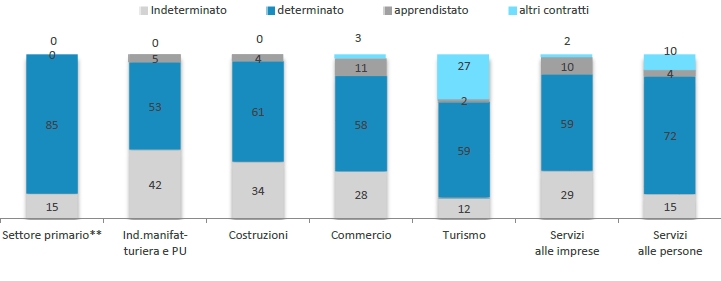 Indeterminato determinato apprendistato altri contratti
0 0 0 3 27 2 10
0 5 4 11 2 10 4
85 53 61 58 59 59 72
15 42 34 28 12 29 15
Settore primario** Ind.manifat- Costruzioni Commercio Turismo Servizi Servizi
turiera e PU alle imprese alle persone